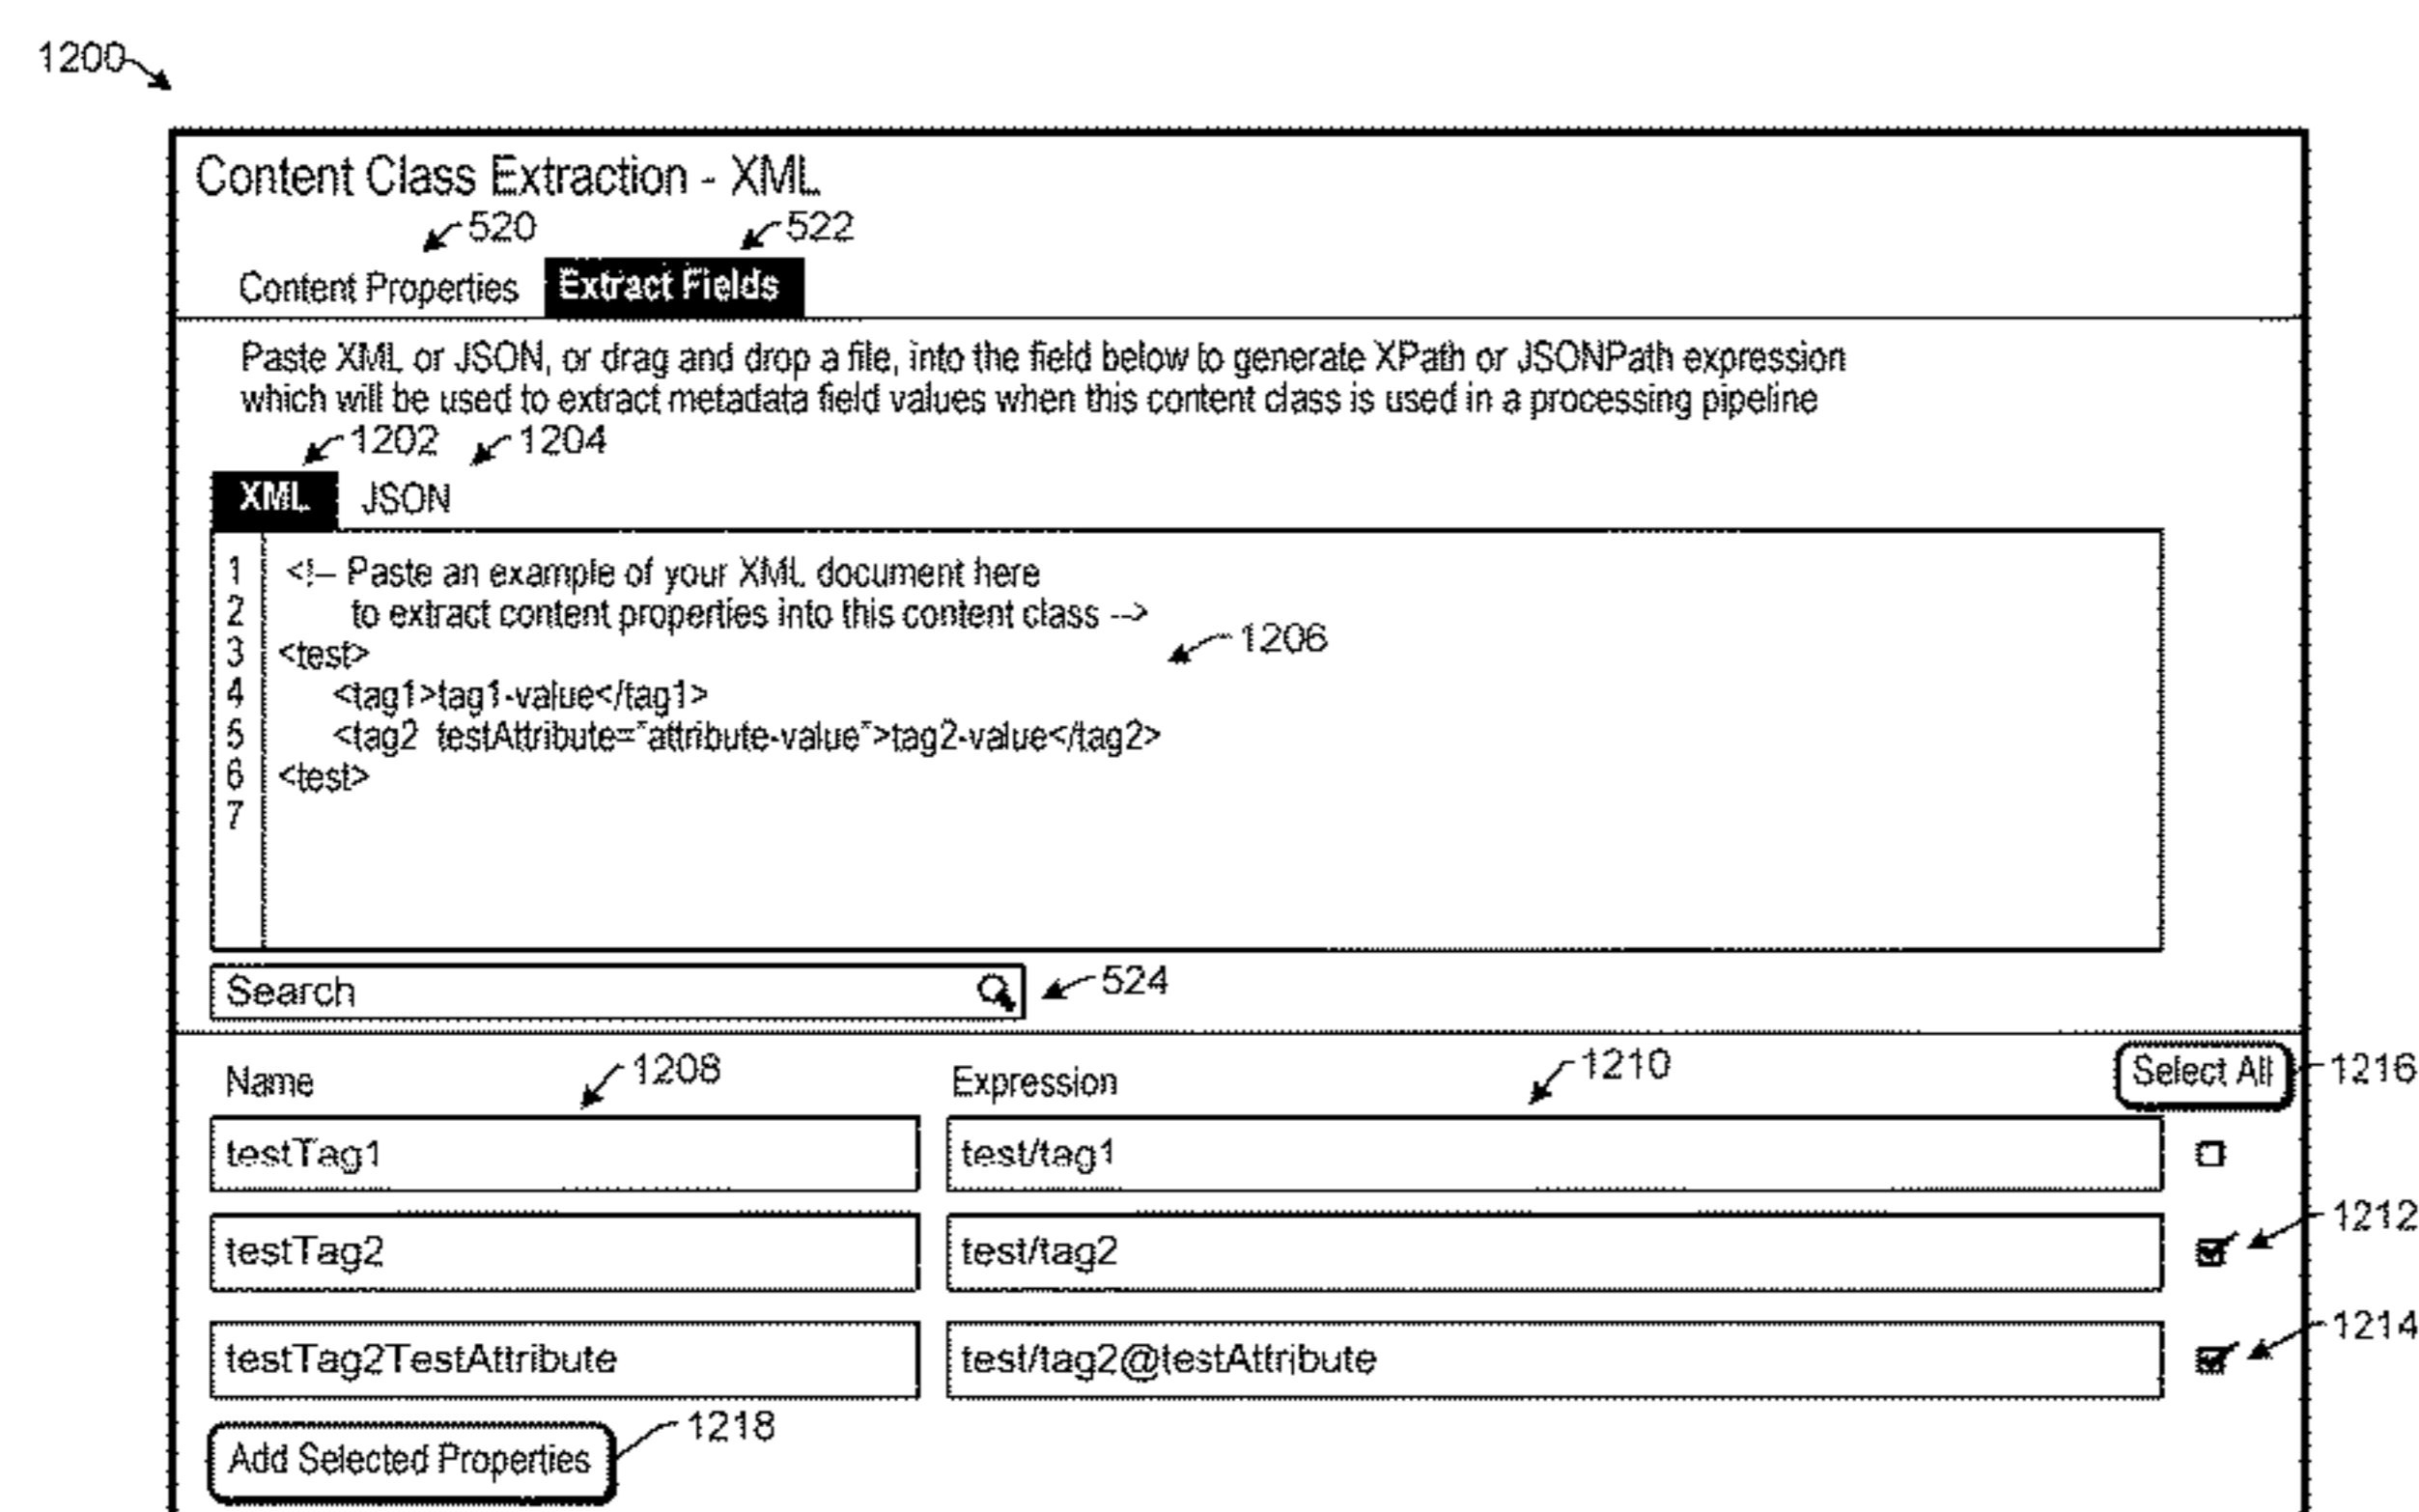 1200
Content Class Extraction - XML
520 522
Content Properties Extract Fields
Paste XML or JSON, or drag and drop a file, into the field below to generate XPath or JSONPath expression
which will be used to extract metadata field values when this content class is used in a processing pipeline
1202 1204
XML JSON
1 <!-- Paste an example of your XML document here
2 to extract content properties into this content class -->
1206
3 <test>
4 <tag1>tag1-value</tag1>
5 <tag2 testAttribute="attribute-value">tag2-value</tag2>
6 <test>
7
Search 524
Name 1208 Expression 1210 Select All 1216
testTag1 test/tag1
1212
testTag2 test/tag2
1214
testTag2TestAttribute test/tag2@testAttribute
1218
Add Selected Properties